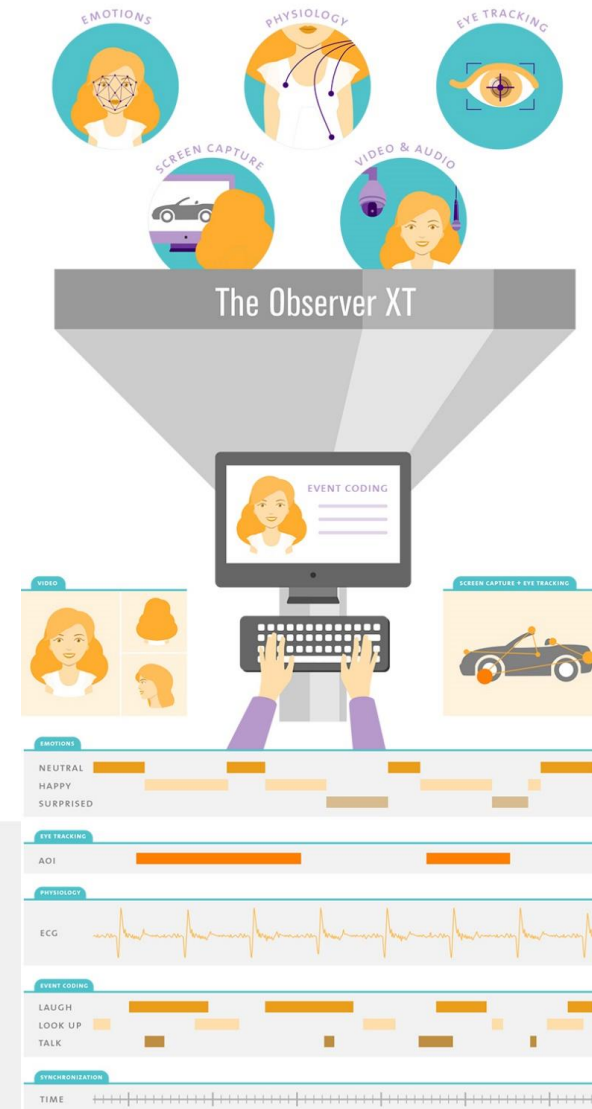 EMOTIONS
PHYSIOLOGY
EYE TRACKING
SCREEN CAPTURE
VIDEO & AUDIO
The Observer XT
EVENT CODING
VIDEO
SCREEN CAPTURE + EYE TRACKING
EMOTIONS
NEUTRAL
HAPPY
SURPRISED
EYE TRACKING
AOI
PHYSIOLOGY
ECG
EVENT CODING
LAUGH
LOOK UP
TALK
SYNCHRONIZATION
TIME